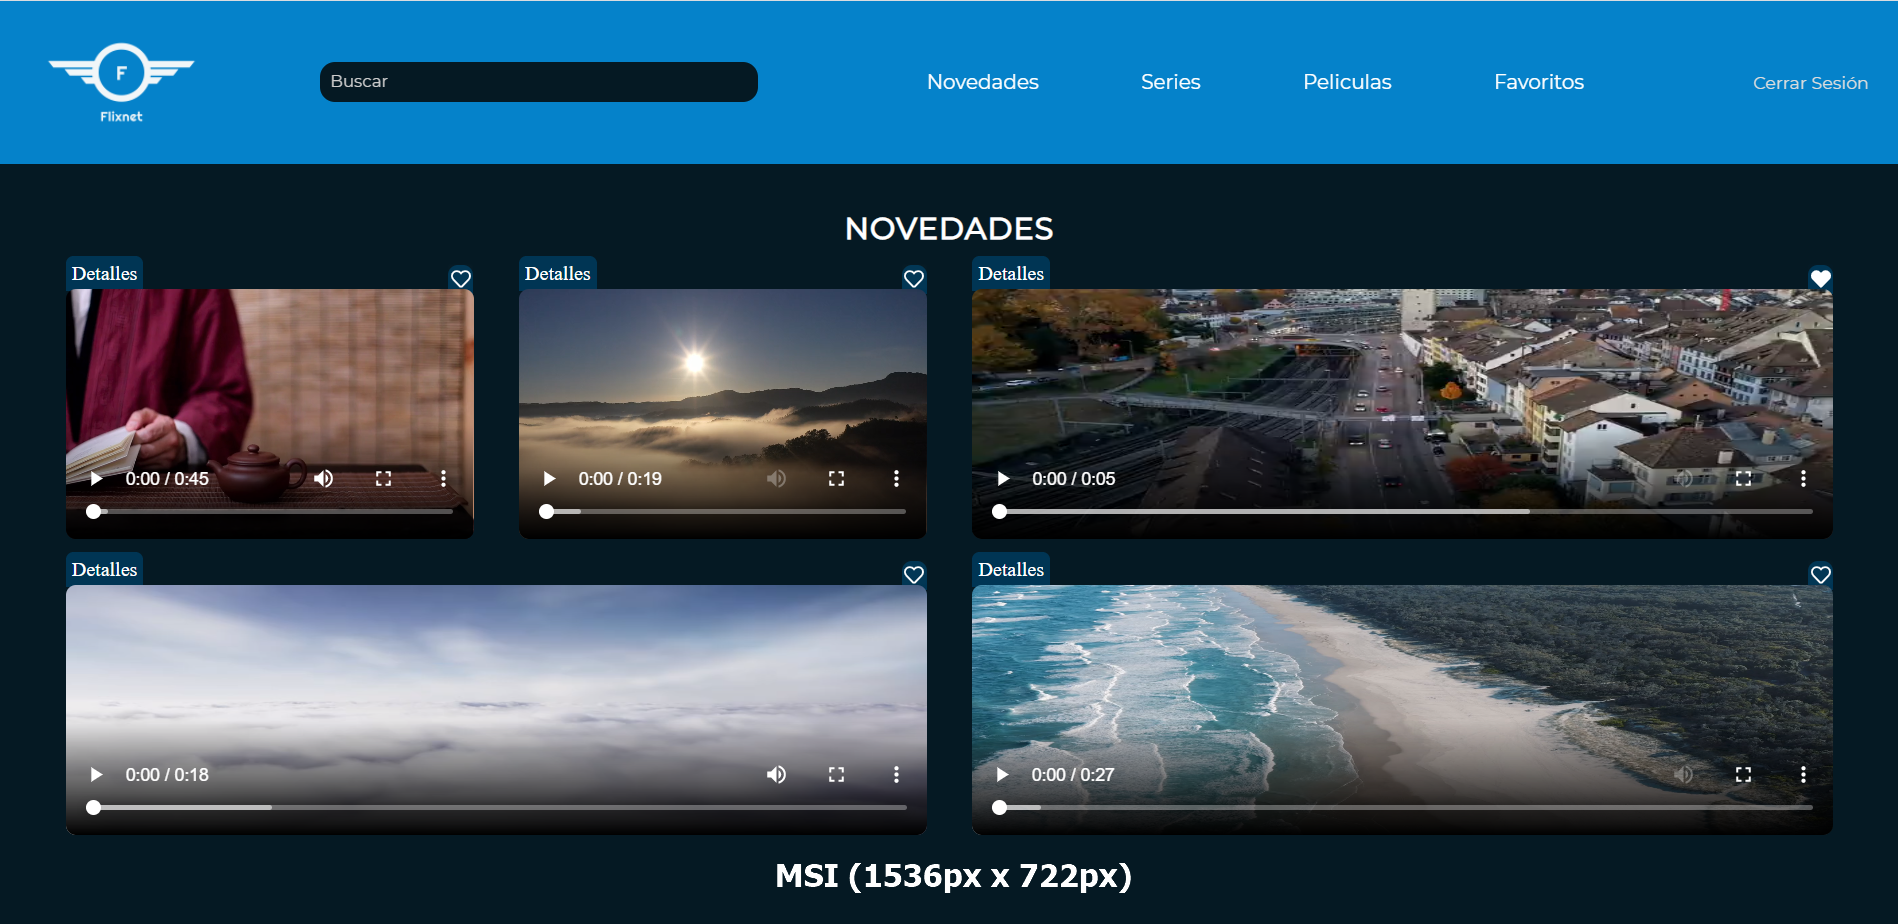 F
Flixnet
Buscar
Novedades
Series
Peliculas
Favoritos
Cerrar Sesión
NOVEDADES
Detalles
Detalles
Detalles
0:00 / 0:45
0:00 / 0:19
0:00 / 0:05
Detalles
Detalles
0:00 / 0:18
0:00 / 0:27
MSI (1536px x 722px)